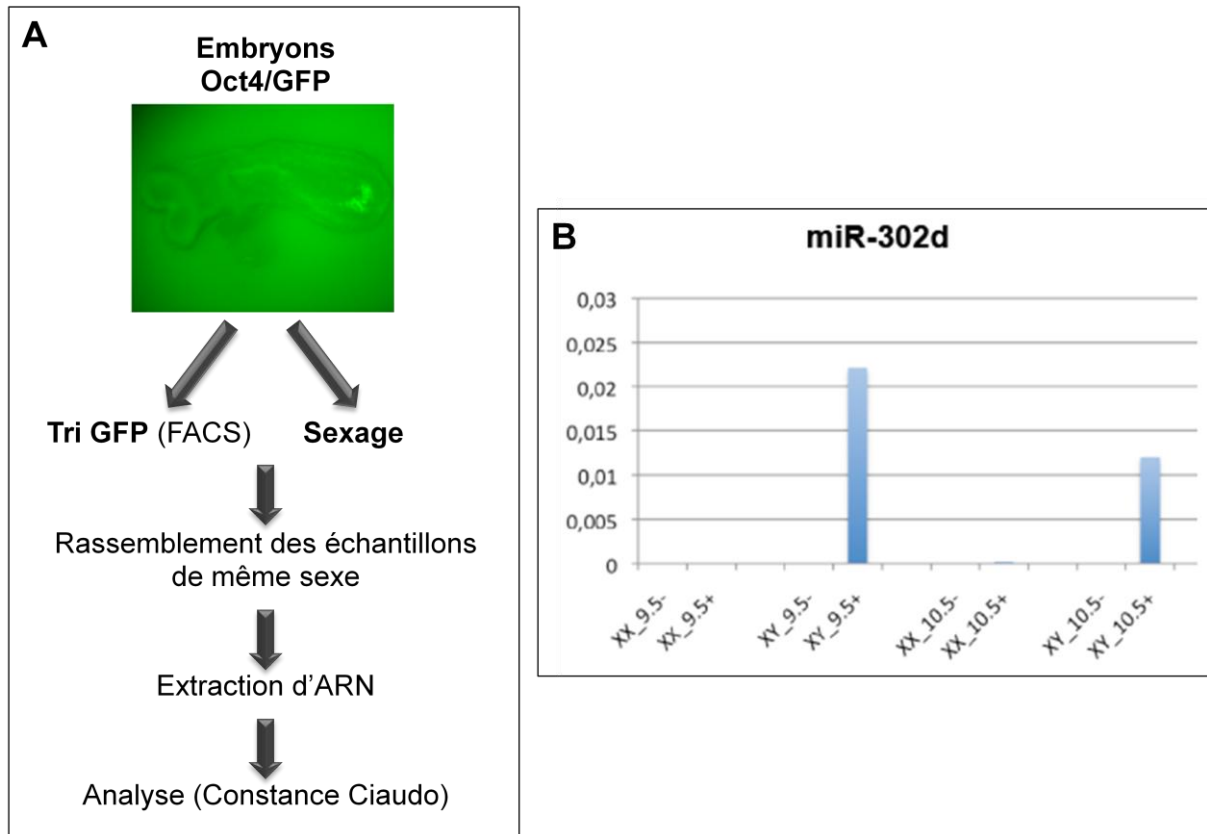 A
Embryons
Oct4/GFP
Tri GFP (FACS)
Sexage
Rassemblement des échantillons
de même sexe
Extraction d'ARN
Analyse (Constance Ciaudo)
B
miR-302d
0,03
0,025
0,02
0,015
0,01
0,005
0
XX_9.5-
XX_9.5+
XY_9.5-
XY_9.5+
XX_10.5-
XX_10.5+
XY_10.5-
XY_10.5+